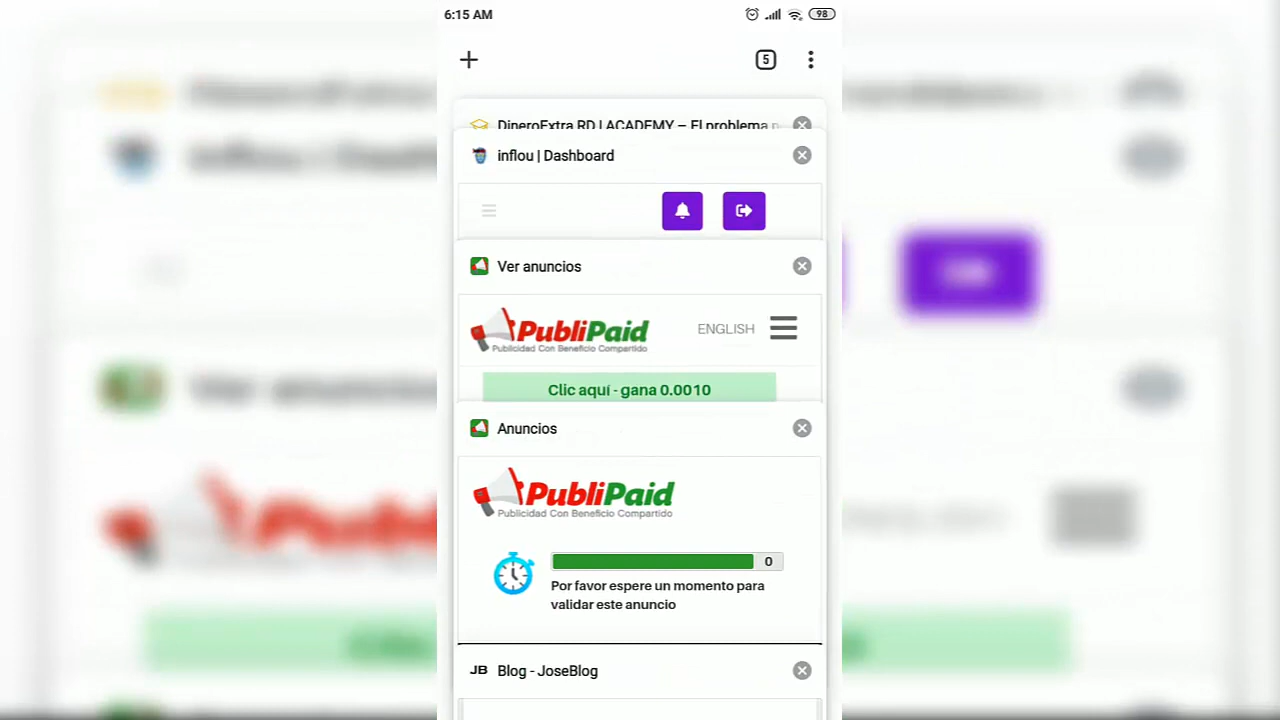 6:15 AM
98
5
DineroExtra RD | ACADEMY – El problema
inflou | Dashboard
Ver anuncios
PubliPaid
Publicidad Con Beneficio Compartido
ENGLISH
Clic aquí - gana 0.0010
Anuncios
PubliPaid
Publicidad Con Beneficio Compartido
0
Por favor espere un momento para
validar este anuncio
JB Blog - JoseBlog